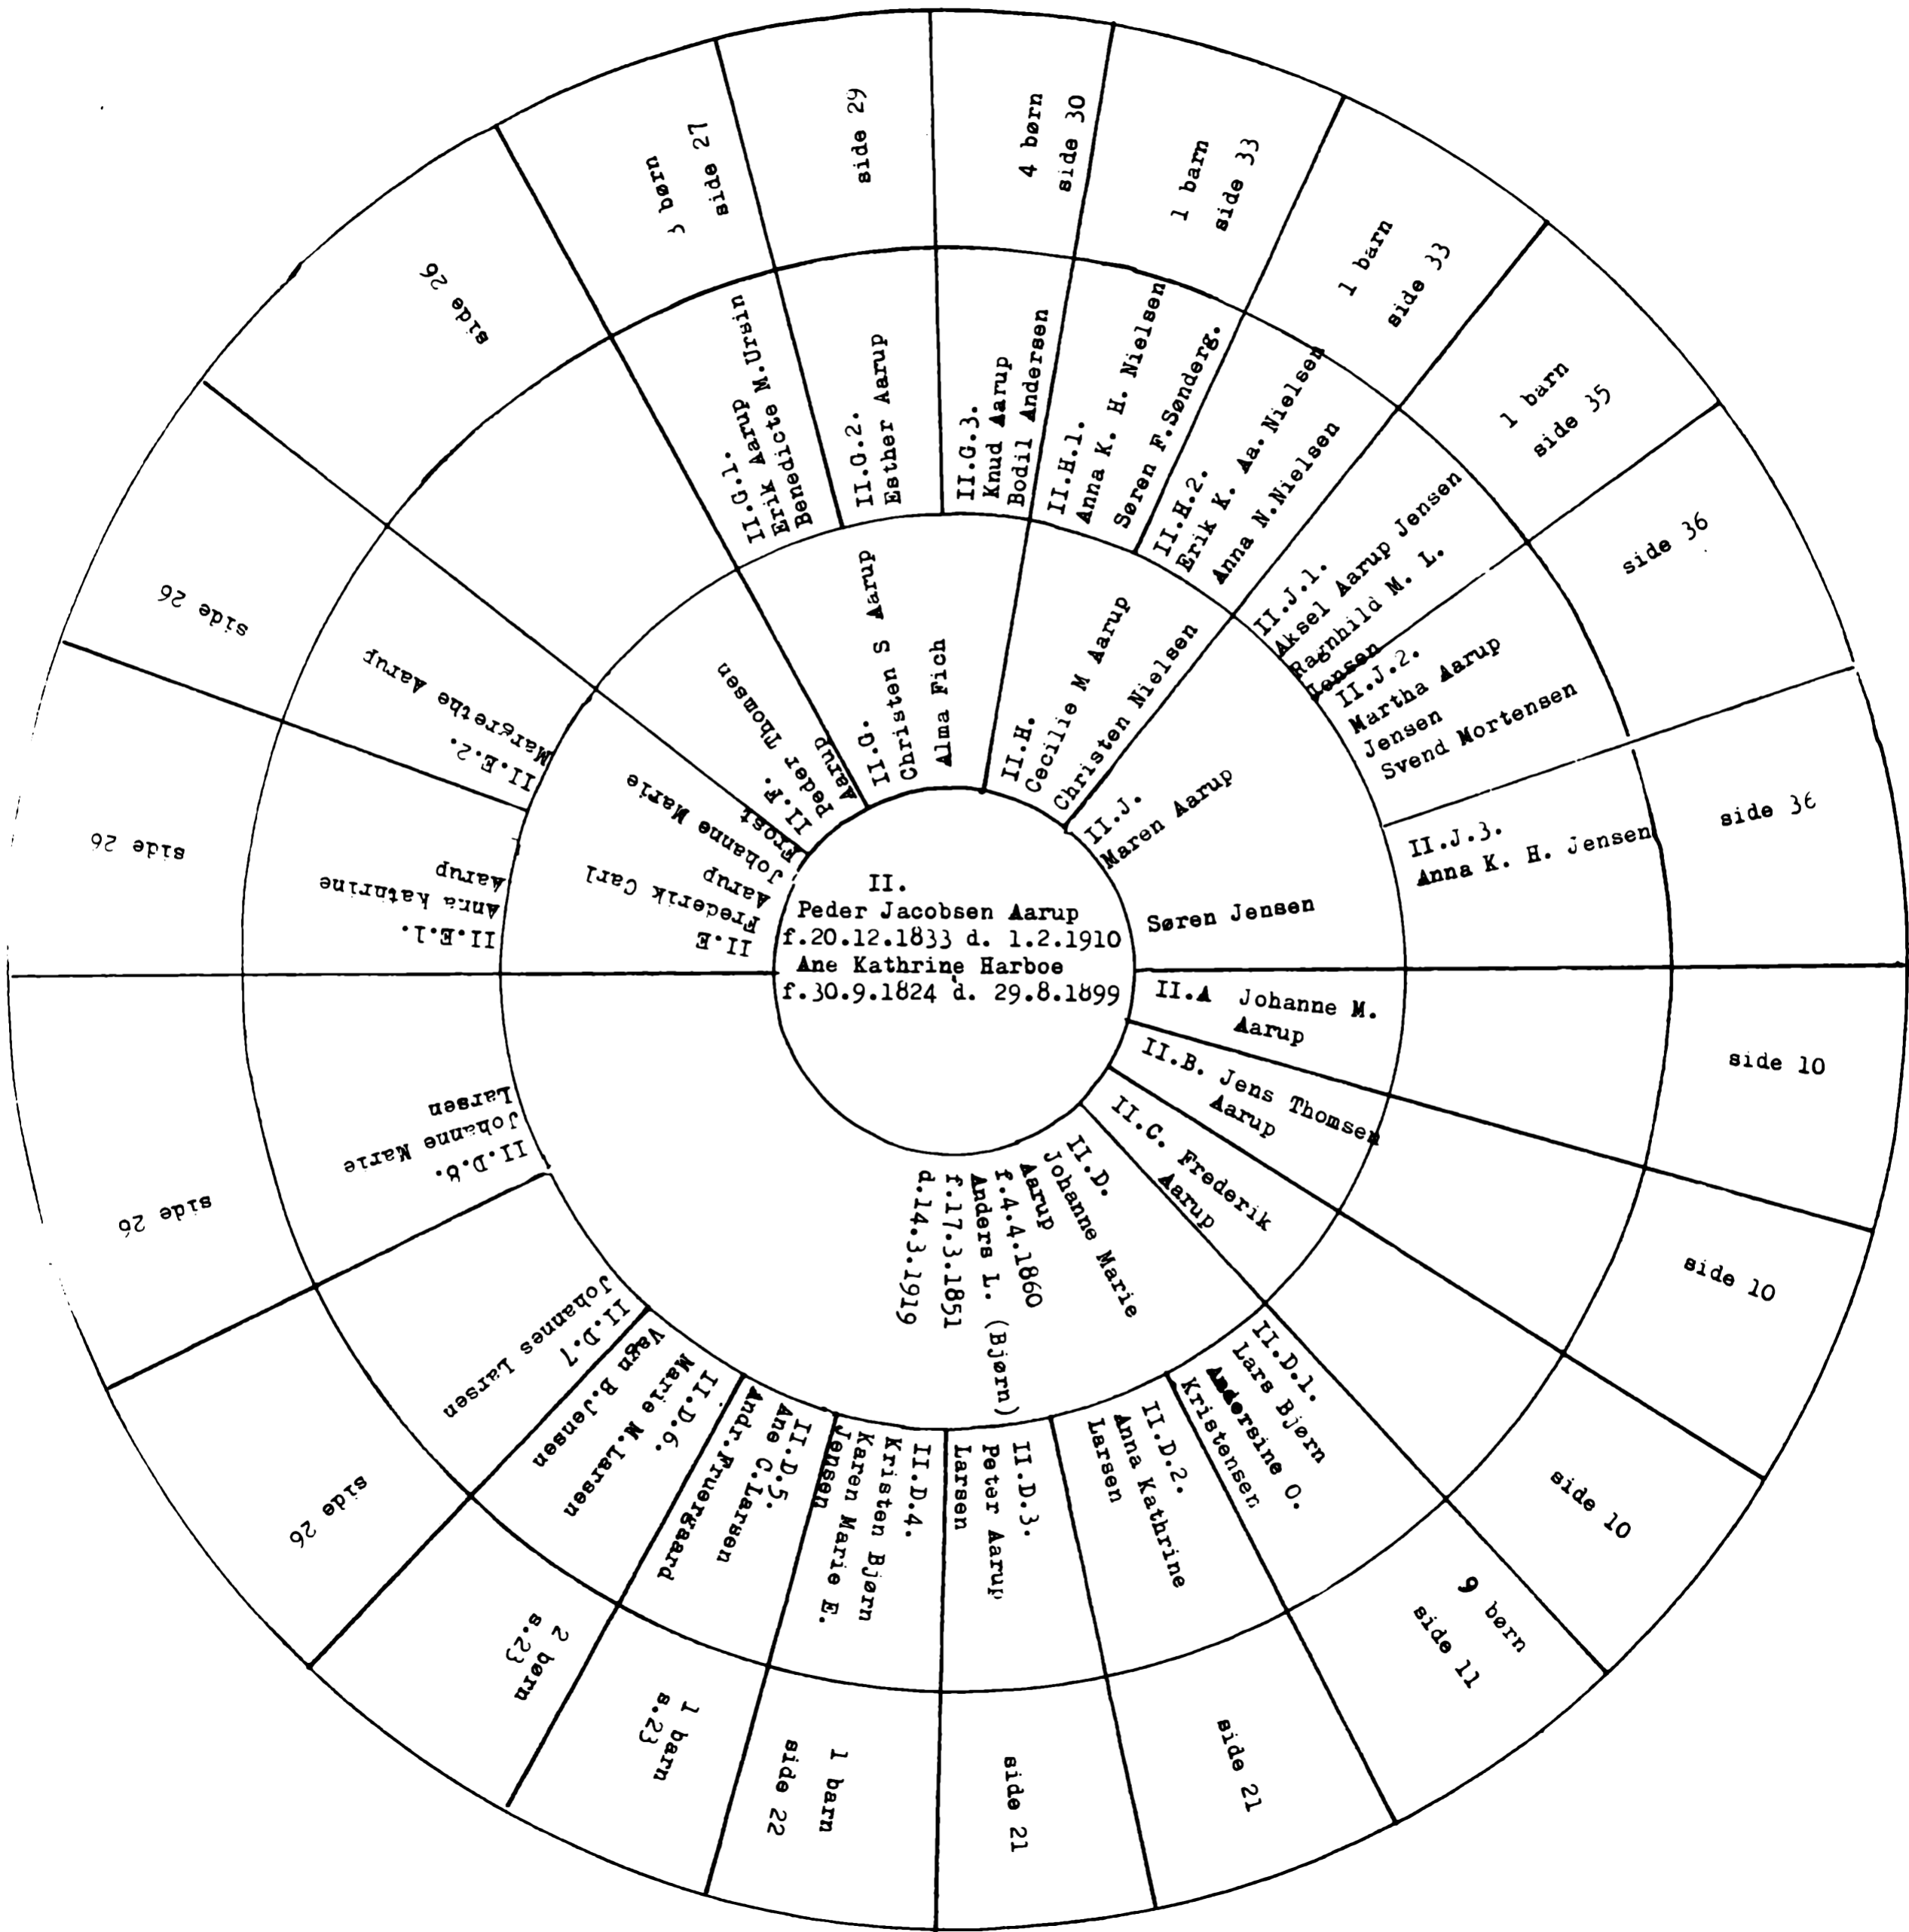 II.
Peder Jacobsen Aarup
f.20.12.1833 d. 1.2.1910
Ane Kathrine Harboe
f.30.9.1824 d. 29.8.1899
II.A Johanne M.
Aarup
side 10
II.B. Jens Thomsen
Aarup
side 10
II.C. Frederik
Aarup
side 10
II.D.
Johanne Marie
Aarup
f.4.4.1860
Anders L. (Bjørn)
f.17.3.1851
d.14.3.1919
II.D.1.
Lars Bjørn
Andersine O.
Kristensen
9 børn
side 11
II.D.2.
Anna Kathrine
Larsen
side 21
II.D.3.
Peter Aarup
Larsen
side 21
II.D.4.
Kristen Bjørn
Karen Marie E.
Jensen
1 barn
side 22
II.D.5.
Ane C.Larsen
Andr.Fruergaard
1 barn
s.23
II.D.6.
Marie M.Larsen
Vagn B.Jensen
2 børn
s.23
II.D.7
Johannes Larsen
side 26
II.D.8.
Johanne Marie
Larsen
side 26
II.E
Frederik Carl
Aarup
Johanne Marie
Frost
II.E.1.
Anna kathrine
Aarup
side 26
II.E.2.
Margrethe Aarup
side 26
II.F.
Peder Thomsen
Aarup
side 26
II.G.
Christen S Aarup
Alma Fich
II.G.1.
Erik Aarup
Benedicte M.Ursin
3 børn
side 27
II.G.2.
Esther Aarup
side 29
II.G.3.
Knud Aarup
Bodil Andersen
4 børn
side 30
II.H.
Cecilie M Aarup
Christen Nielsen
II.H.1.
Anna K. H. Nielsen
Søren F.Sønderg.
1 barn
side 33
II.H.2.
Erik K. Aa.Nielsen
Anna N.Nielsen
1 barn
side 33
II.J.
Maren Aarup
Søren Jensen
II.J.1.
Aksel Aarup Jensen
Ragnhild M. L.
Jensen
1 barn
side 35
II.J.2.
Martha Aarup
Jensen
Svend Mortensen
side 36
II.J.3.
Anna K. H. Jensen
side 36